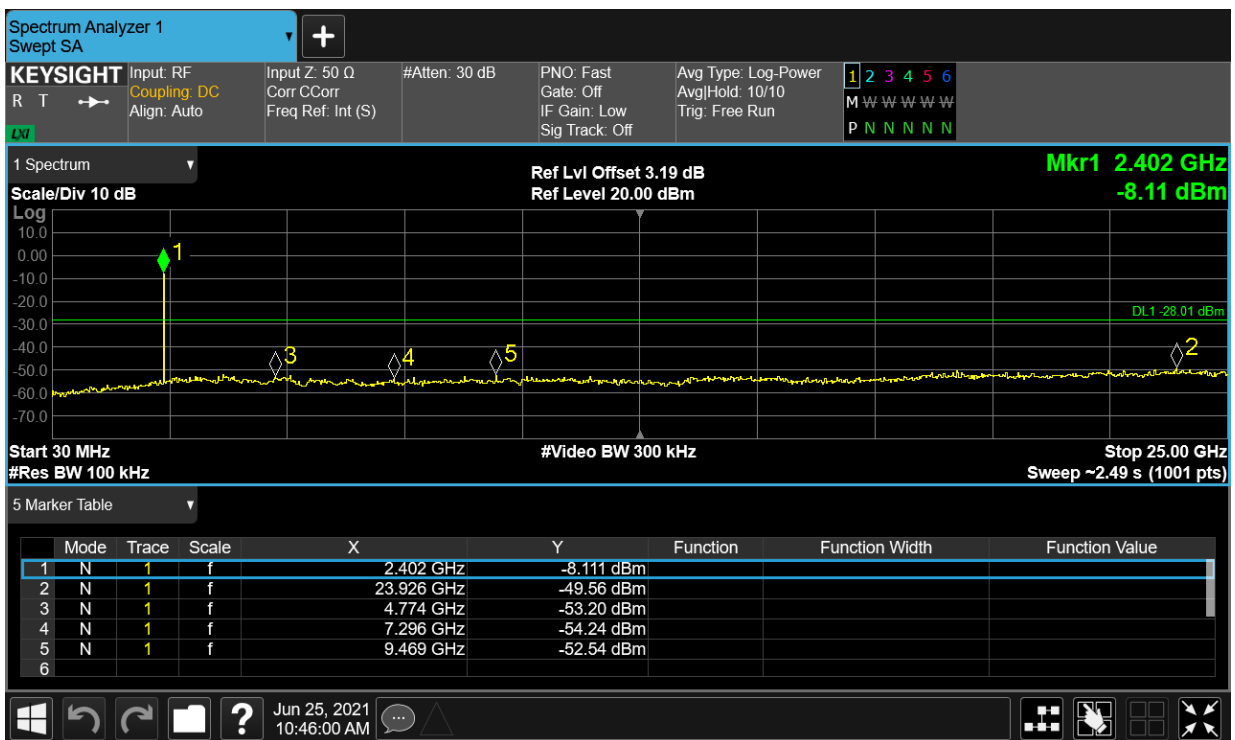 Spectrum Analyzer 1
Swept SA
+
KEYSIGHT
R T
LXI
Input: RF
Coupling: DC
Align: Auto
Input Z: 50 Ω
Corr CCorr
Freq Ref: Int (S)
#Atten: 30 dB
PNO: Fast
Gate: Off
IF Gain: Low
Sig Track: Off
Avg Type: Log-Power
Avg|Hold: 10/10
Trig: Free Run
1 2 3 4 5 6
M W W W W W
P N N N N N
1 Spectrum
Scale/Div 10 dB
Ref Lvl Offset 3.19 dB
Ref Level 20.00 dBm
Mkr1 2.402 GHz
-8.11 dBm
Log
10.0
0.00
-10.0
-20.0
-30.0
-40.0
-50.0
-60.0
-70.0
1
3
4
5
2
DL1 -28.01 dBm
Start 30 MHz
#Res BW 100 kHz
#Video BW 300 kHz
Stop 25.00 GHz
Sweep ~2.49 s (1001 pts)
5 Marker Table
Mode Trace Scale X Y Function Function Width Function Value
1 N 1 f 2.402 GHz -8.111 dBm
2 N 1 f 23.926 GHz -49.56 dBm
3 N 1 f 4.774 GHz -53.20 dBm
4 N 1 f 7.296 GHz -54.24 dBm
5 N 1 f 9.469 GHz -52.54 dBm
6
?
Jun 25, 2021
10:46:00 AM